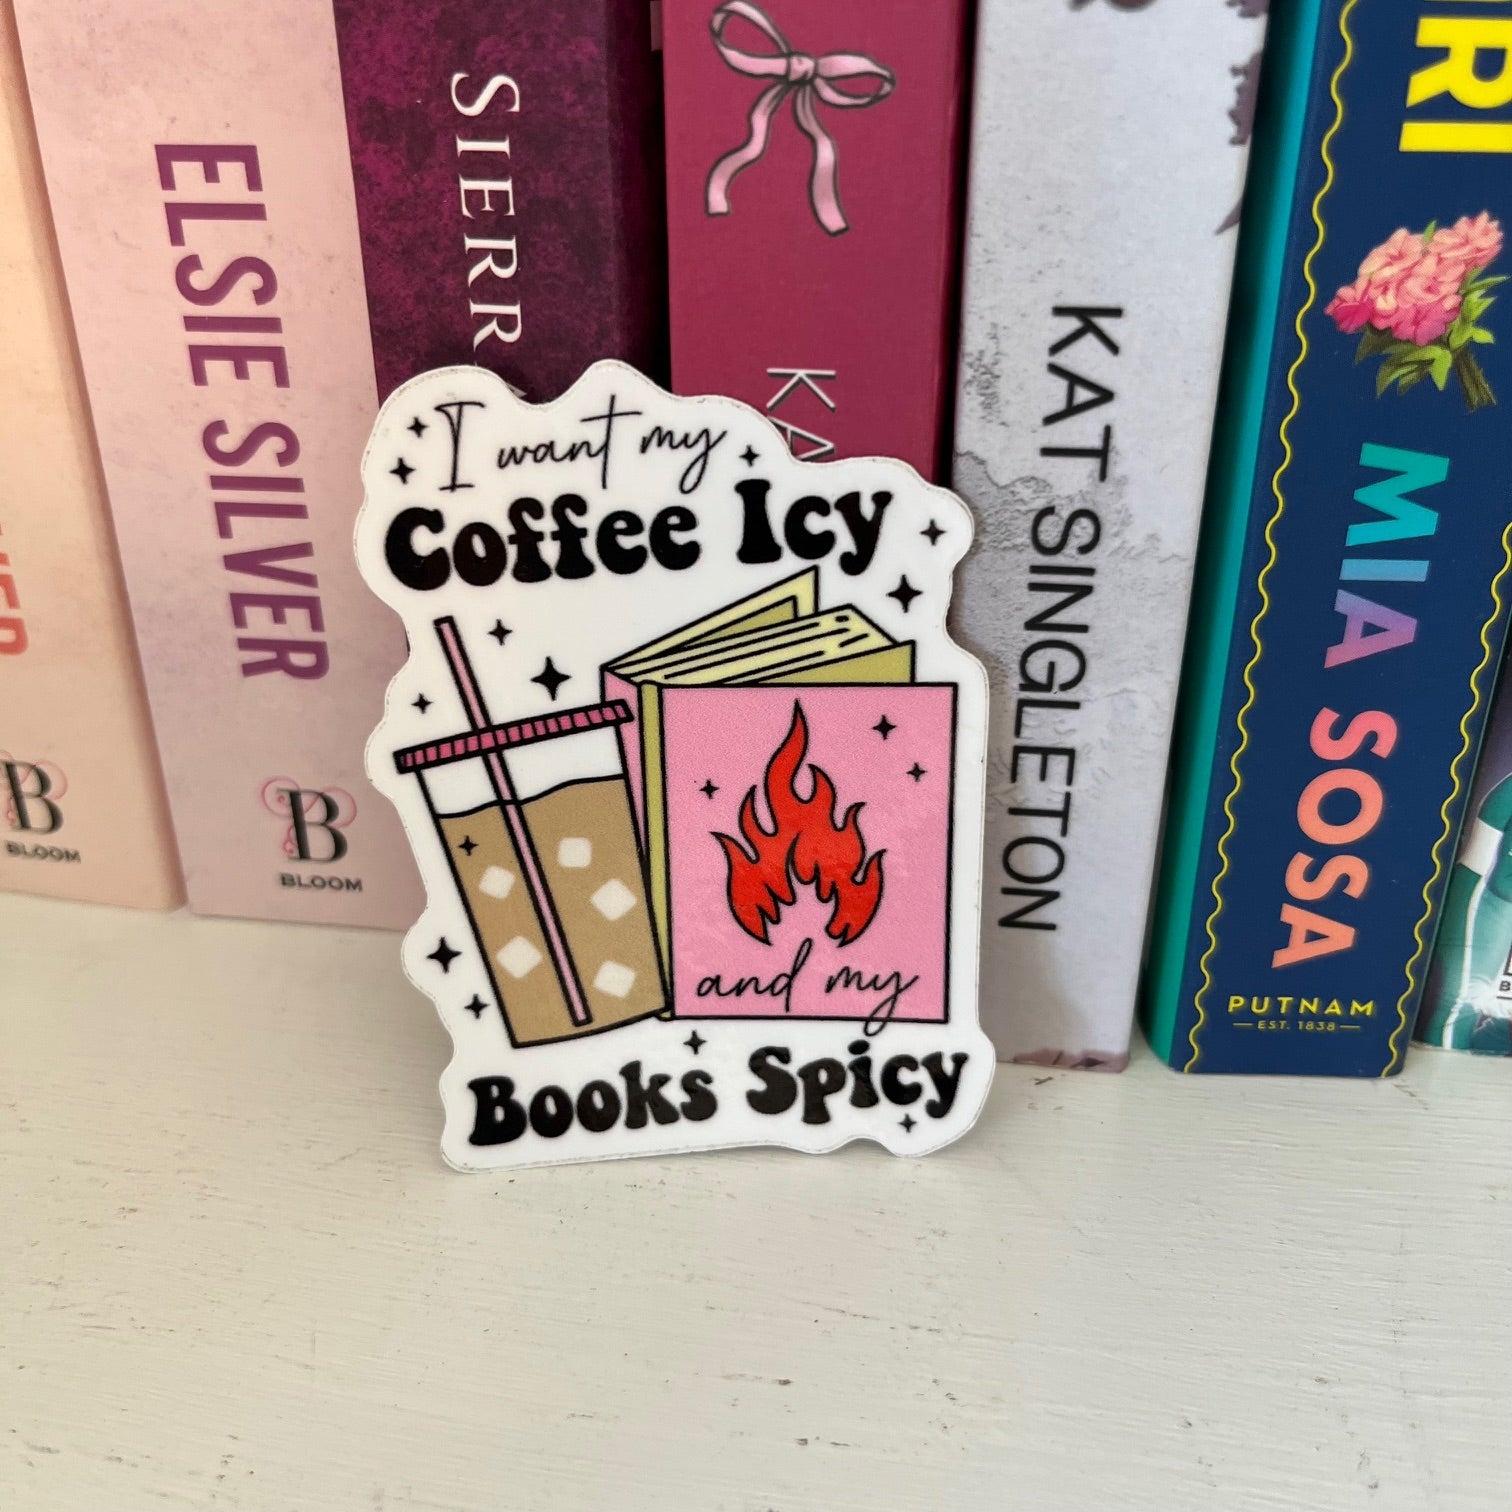 I want my
Coffee Icy
and my
Books Spicy
ELSIE SILVER
B
BLOOM
B
BLOOM
SIERR
KA
KAT SINGLETON
MIA SOSA
PUTNAM
EST. 1838